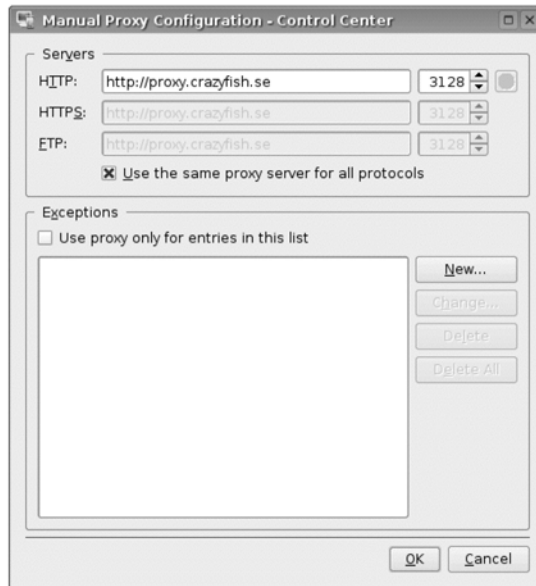 Manual Proxy Configuration - Control Center
Servers
HTTP: http://proxy.crazyfish.se 3128
HTTPS: http://proxy.crazyfish.se 3128
FTP: http://proxy.crazyfish.se 3128
Use the same proxy server for all protocols
Exceptions
Use proxy only for entries in this list
New...
Change...
Delete
Delete All
OK Cancel